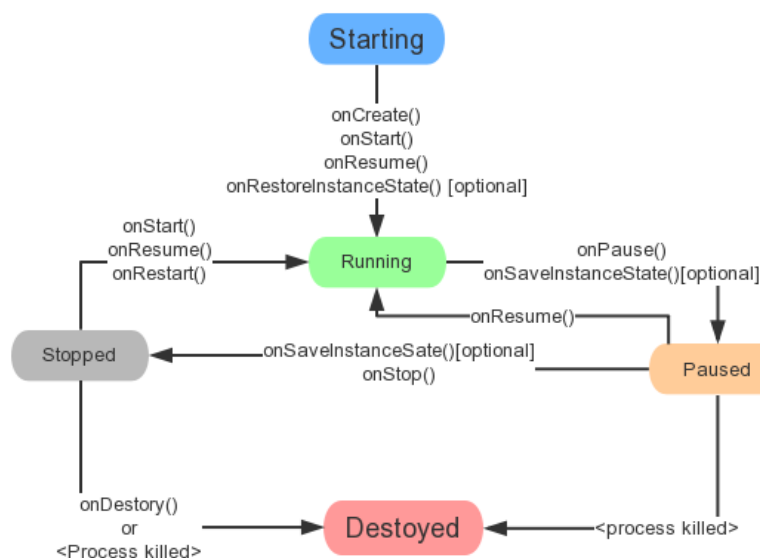 Starting
onCreate()
onStart()
onResume()
onRestoreInstanceState() [optional]
onStart()
onResume()
onRestart()
Running
onPause()
onSaveInstanceState()[optional]
onResume()
Stopped
onSaveInstanceSate()[optional]
onStop()
Paused
onDestory()
or
<Process killed>
Destoyed
<process killed>